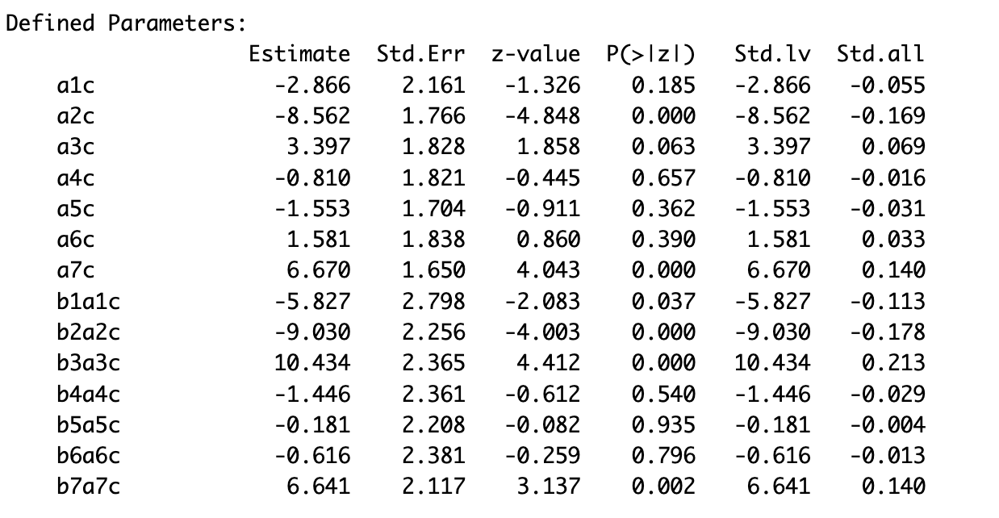 Defined Parameters:
                   Estimate  Std.Err  z-value  P(>|z|)   Std.lv  Std.all
    a1c              -2.866    2.161   -1.326    0.185   -2.866   -0.055
    a2c              -8.562    1.766   -4.848    0.000   -8.562   -0.169
    a3c               3.397    1.828    1.858    0.063    3.397    0.069
    a4c              -0.810    1.821   -0.445    0.657   -0.810   -0.016
    a5c              -1.553    1.704   -0.911    0.362   -1.553   -0.031
    a6c               1.581    1.838    0.860    0.390    1.581    0.033
    a7c               6.670    1.650    4.043    0.000    6.670    0.140
    b1a1c            -5.827    2.798   -2.083    0.037   -5.827   -0.113
    b2a2c            -9.030    2.256   -4.003    0.000   -9.030   -0.178
    b3a3c            10.434    2.365    4.412    0.000   10.434    0.213
    b4a4c            -1.446    2.361   -0.612    0.540   -1.446   -0.029
    b5a5c            -0.181    2.208   -0.082    0.935   -0.181   -0.004
    b6a6c            -0.616    2.381   -0.259    0.796   -0.616   -0.013
    b7a7c             6.641    2.117    3.137    0.002    6.641    0.140